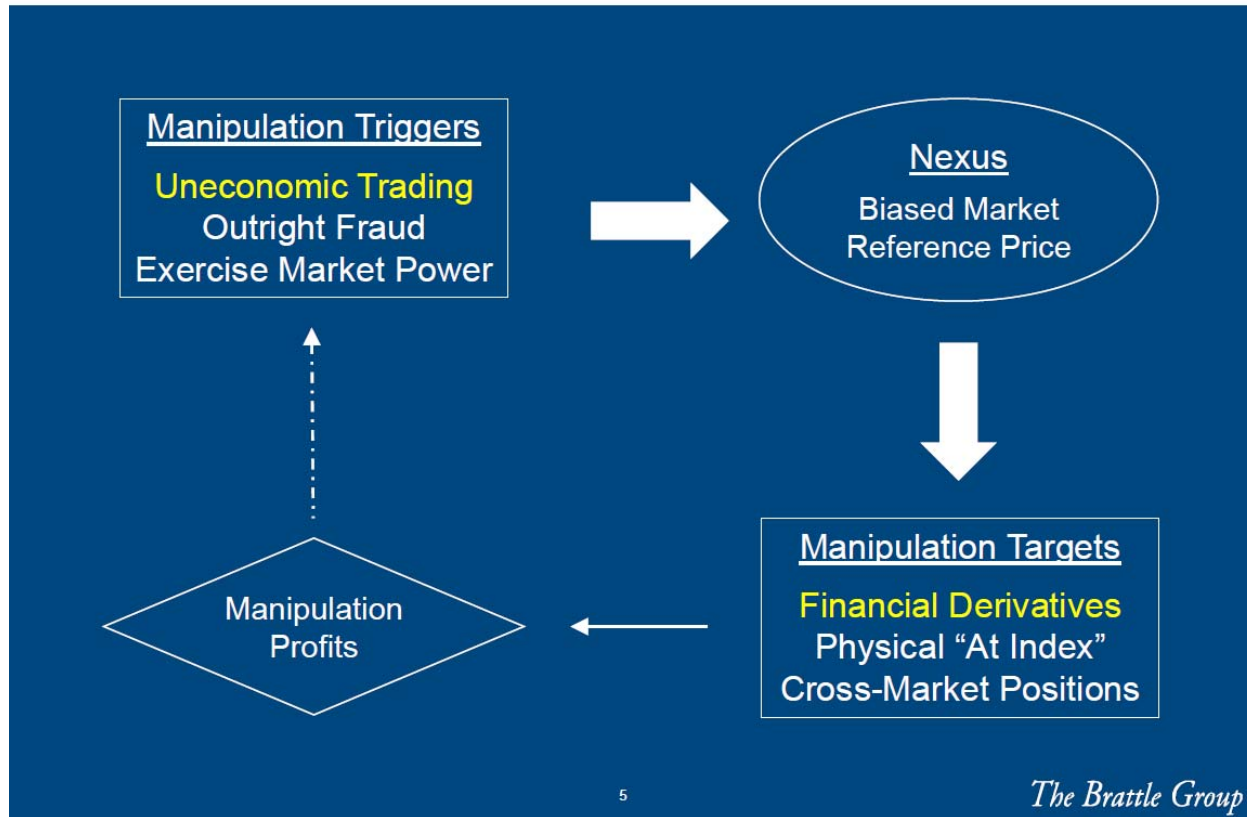 Manipulation Triggers
Uneconomic Trading
Outright Fraud
Exercise Market Power
Nexus
Biased Market
Reference Price
Manipulation Targets
Financial Derivatives
Physical “At Index”
Cross-Market Positions
Manipulation
Profits
5
The Brattle Group